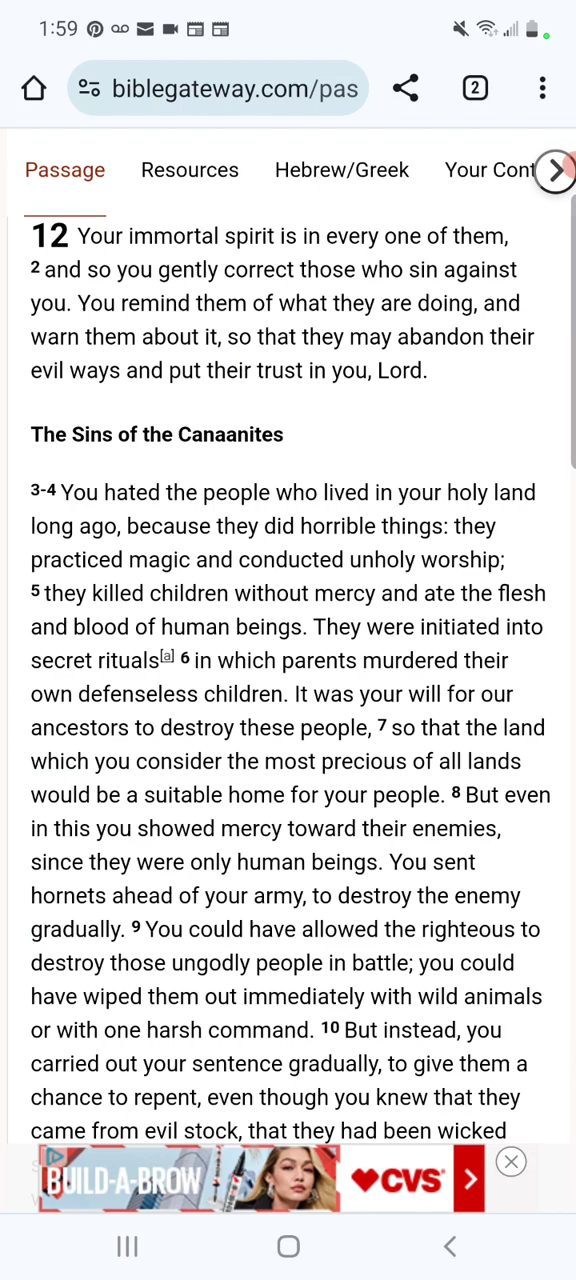 1:59
2
biblegateway.com/pas
Passage Resources Hebrew/Greek Your Cont
12 Your immortal spirit is in every one of them,
2 and so you gently correct those who sin against
you. You remind them of what they are doing, and
warn them about it, so that they may abandon their
evil ways and put their trust in you, Lord.
The Sins of the Canaanites
3-4 You hated the people who lived in your holy land
long ago, because they did horrible things: they
practiced magic and conducted unholy worship;
5 they killed children without mercy and ate the flesh
and blood of human beings. They were initiated into
secret rituals[a] 6 in which parents murdered their
own defenseless children. It was your will for our
ancestors to destroy these people, 7 so that the land
which you consider the most precious of all lands
would be a suitable home for your people. 8 But even
in this you showed mercy toward their enemies,
since they were only human beings. You sent
hornets ahead of your army, to destroy the enemy
gradually. 9 You could have allowed the righteous to
destroy those ungodly people in battle; you could
have wiped them out immediately with wild animals
or with one harsh command. 10 But instead, you
carried out your sentence gradually, to give them a
chance to repent, even though you knew that they
came from evil stock, that they had been wicked
BUILD-A-BROW CVS